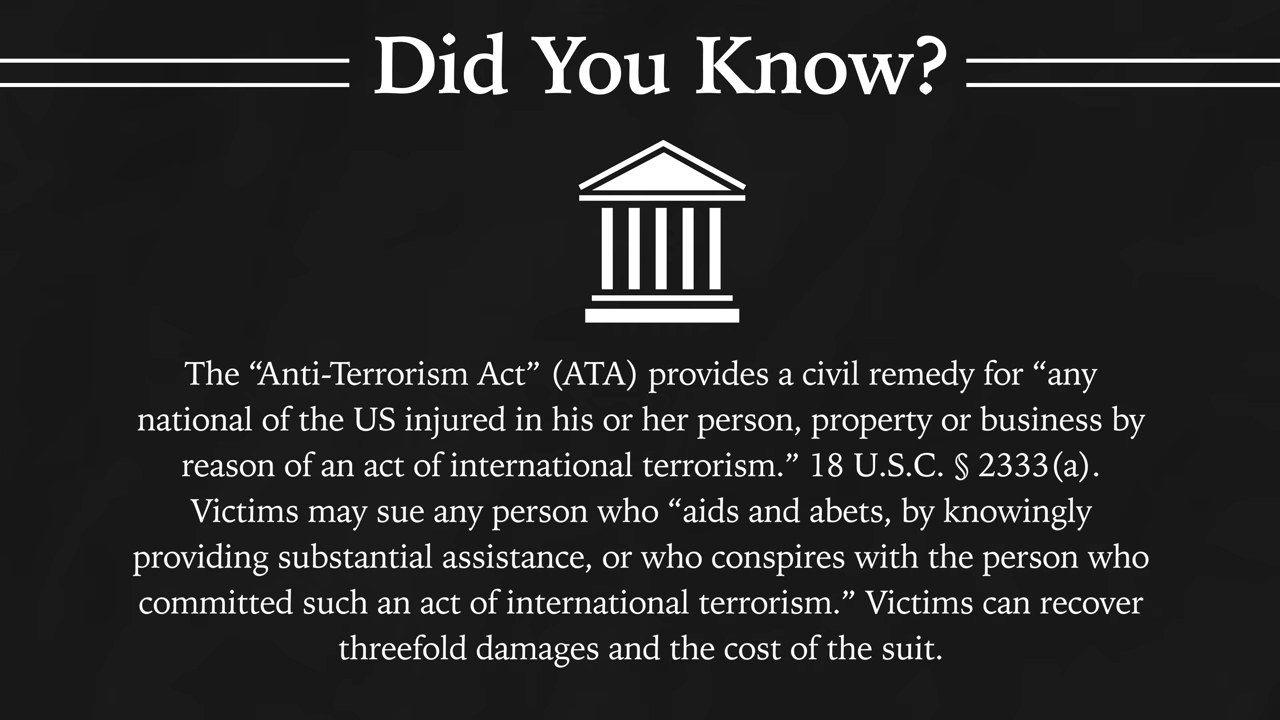 Did You Know?
The “Anti-Terrorism Act” (ATA) provides a civil remedy for “any
national of the US injured in his or her person, property or business by
reason of an act of international terrorism.” 18 U.S.C. § 2333(a).
Victims may sue any person who “aids and abets, by knowingly
providing substantial assistance, or who conspires with the person who
committed such an act of international terrorism.” Victims can recover
threefold damages and the cost of the suit.